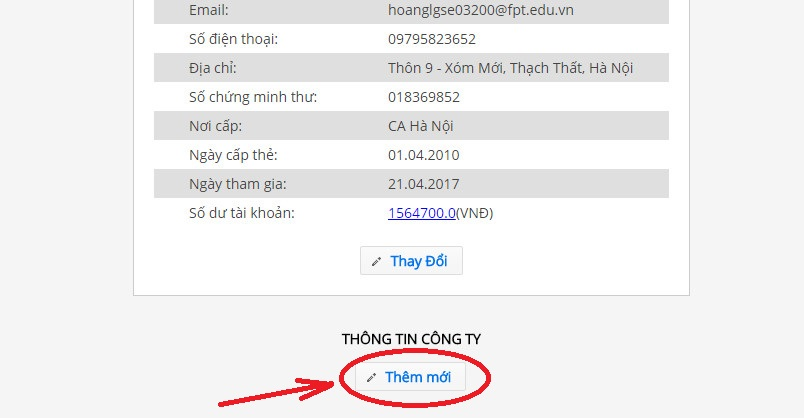 Email: hoanglgse03200@fpt.edu.vn
Số điện thoại: 09795823652
Địa chỉ: Thôn 9 - Xóm Mới, Thạch Thất, Hà Nội
Số chứng minh thư: 018369852
Nơi cấp: CA Hà Nội
Ngày cấp thẻ: 01.04.2010
Ngày tham gia: 21.04.2017
Số dư tài khoản: 1564700.0(VNĐ)
Thay Đổi
THÔNG TIN CÔNG TY
Thêm mới